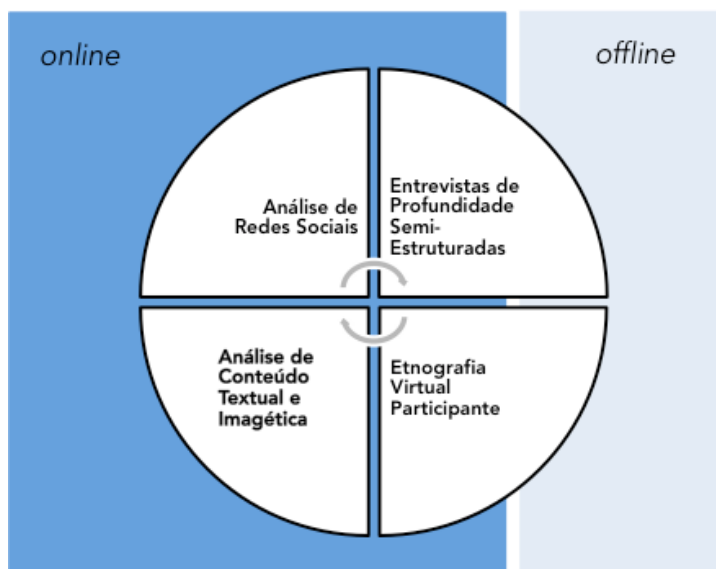 online
offline
Análise de
Redes Sociais
Entrevistas de
Profundidade
Semi-
Estruturadas
Análise de
Conteúdo
Textual e
Imagética
Etnografia
Virtual
Participante